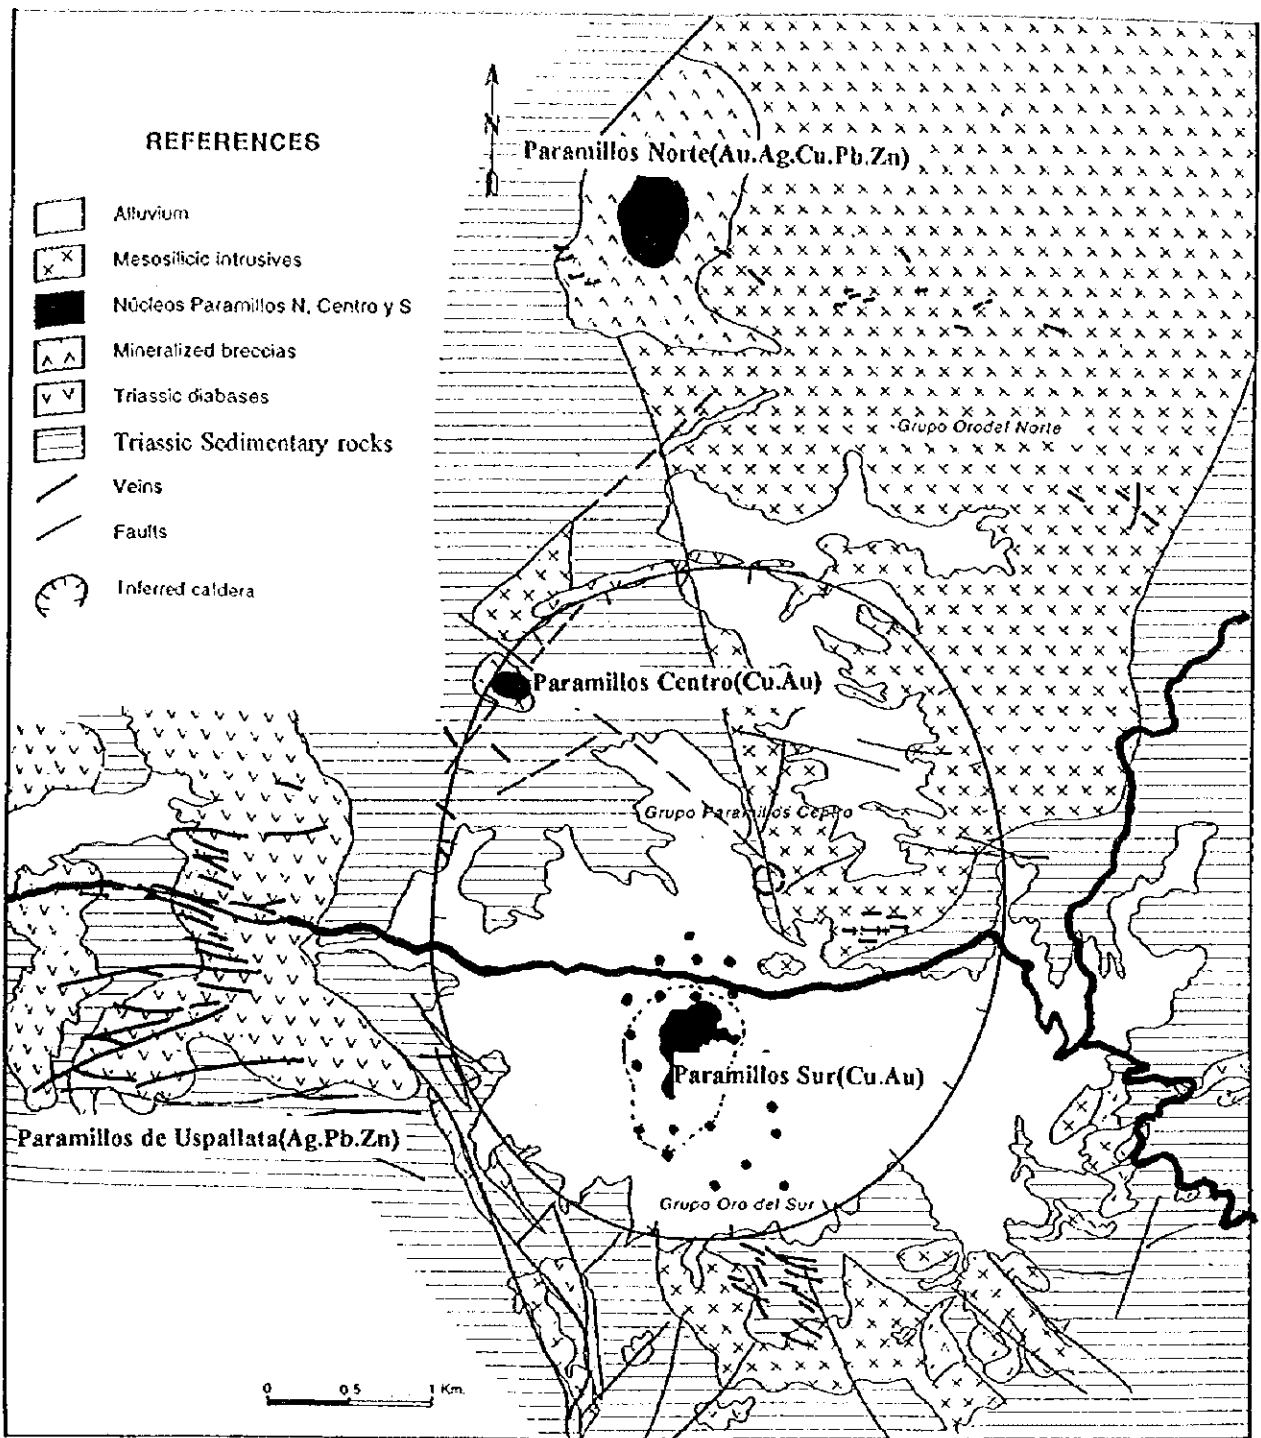 REFERENCES
Alluvium
Mesosilicic intrusives
Núcleos Paramillos N, Centro y S
Mineralized breccias
Triassic diabases
Triassic Sedimentary rocks
Veins
Faults
Inferred caldera
N
Paramillos Norte(Au.Ag.Cu.Pb.Zn)
Grupo Orodel Norte
Paramillos Centro(Cu.Au)
Grupo Paramillos Centro
Paramillos Sur(Cu.Au)
Paramillos de Uspallata(Ag.Pb.Zn)
Grupo Oro del Sur
0 0.5 1 Km.